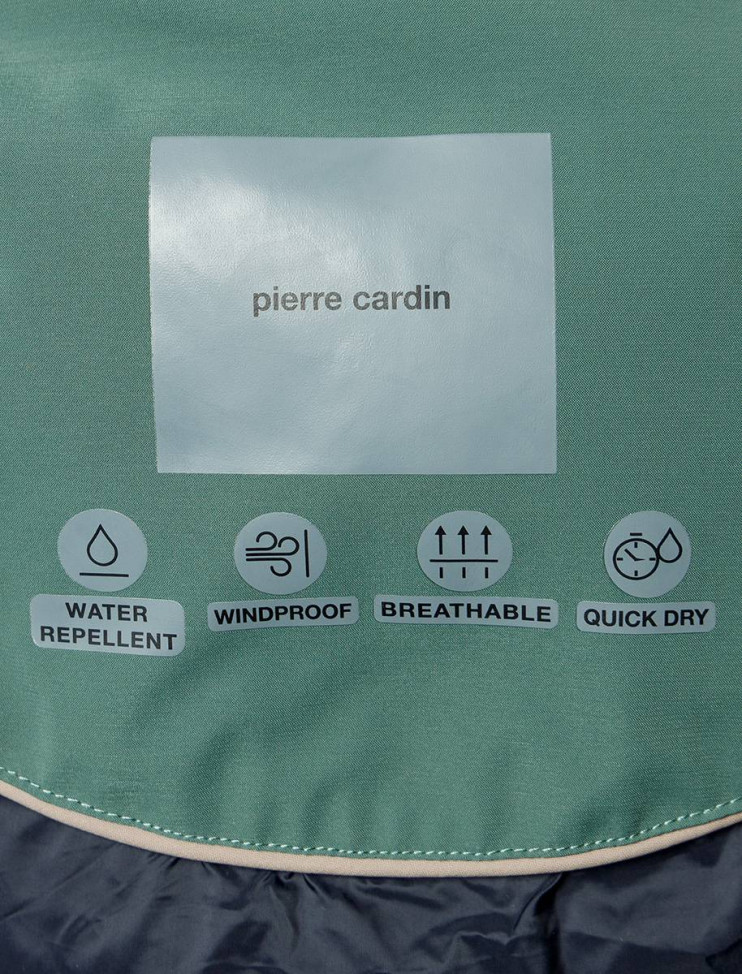 pierre cardin
WATER
REPELLENT
WINDPROOF
BREATHABLE
QUICK DRY